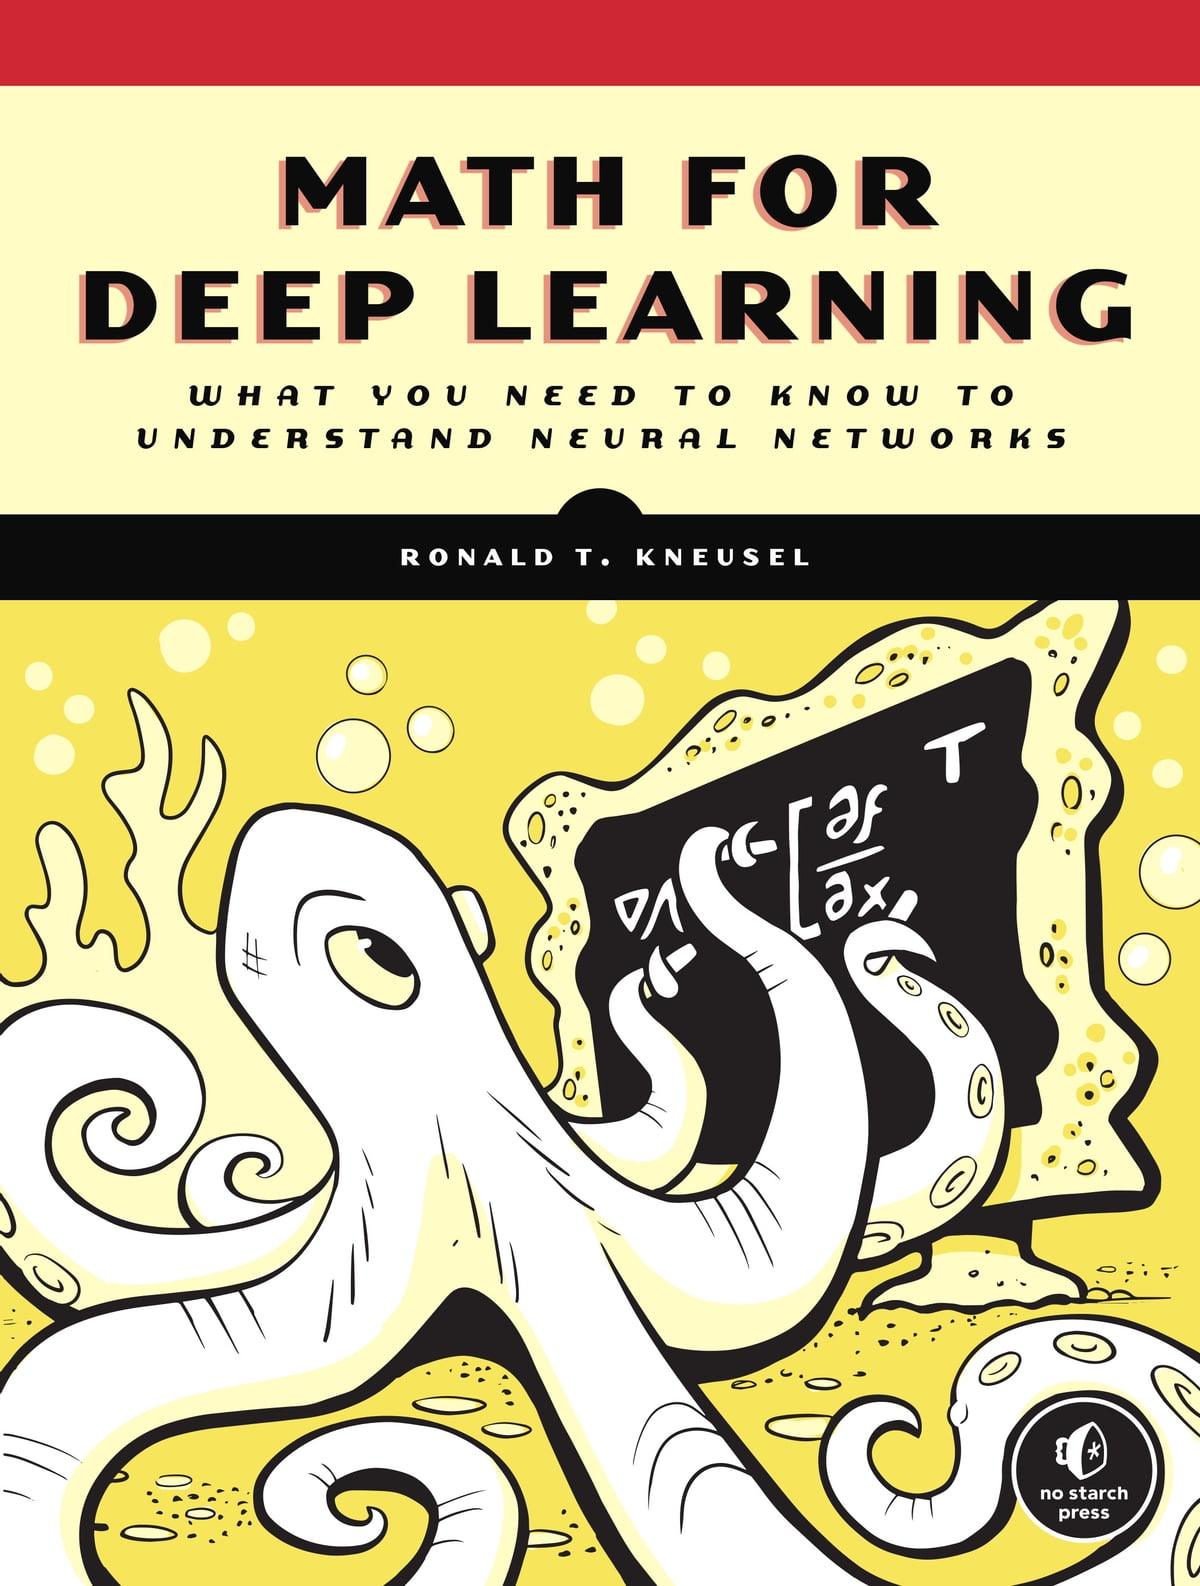 MATH FOR
DEEP LEARNING
WHAT YOU NEED TO KNOW TO
UNDERSTAND NEURAL NETWORKS
RONALD T. KNEUSEL
T
∂f
∂x
no starch
press